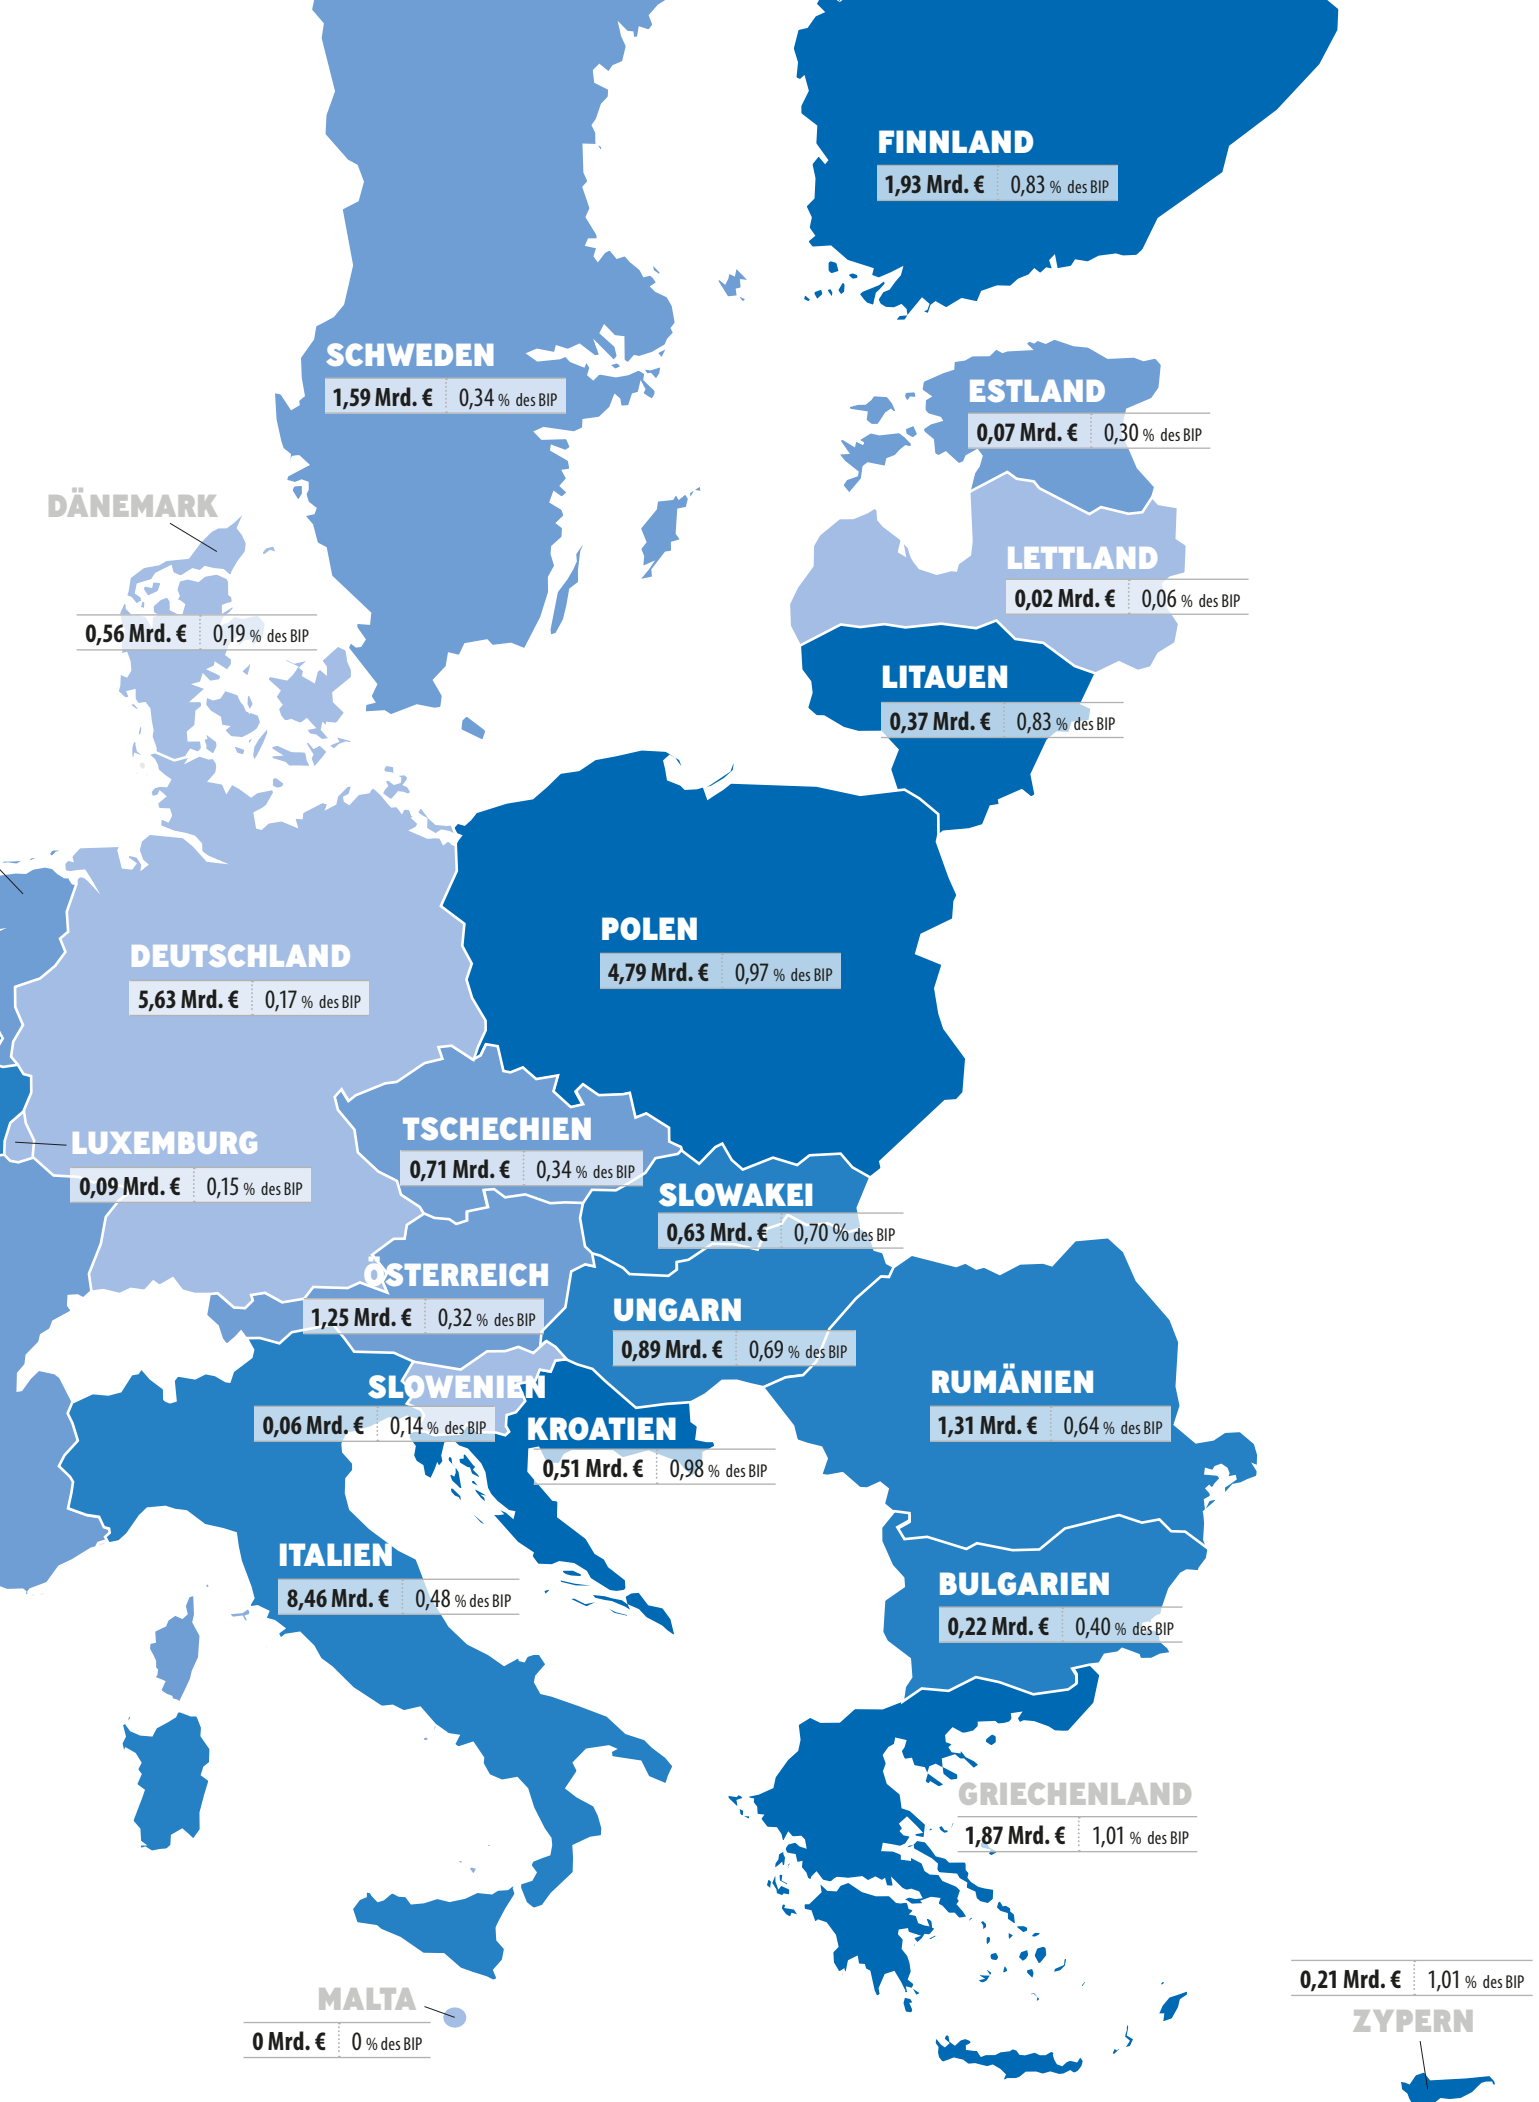 FINNLAND
1,93 Mrd. € 0,83 % des BIP
SCHWEDEN
1,59 Mrd. € 0,34 % des BIP
ESTLAND
0,07 Mrd. € 0,30 % des BIP
DÄNEMARK
0,56 Mrd. € 0,19 % des BIP
LETTLAND
0,02 Mrd. € 0,06 % des BIP
LITAUEN
0,37 Mrd. € 0,83 % des BIP
POLEN
4,79 Mrd. € 0,97 % des BIP
DEUTSCHLAND
5,63 Mrd. € 0,17 % des BIP
TSCHECHIEN
0,71 Mrd. € 0,34 % des BIP
LUXEMBURG
0,09 Mrd. € 0,15 % des BIP
SLOWAKEI
0,63 Mrd. € 0,70 % des BIP
ÖSTERREICH
1,25 Mrd. € 0,32 % des BIP
UNGARN
0,89 Mrd. € 0,69 % des BIP
SLOWENIEN
0,06 Mrd. € 0,14 % des BIP
RUMÄNIEN
1,31 Mrd. € 0,64 % des BIP
KROATIEN
0,51 Mrd. € 0,98 % des BIP
ITALIEN
8,46 Mrd. € 0,48 % des BIP
BULGARIEN
0,22 Mrd. € 0,40 % des BIP
GRIECHENLAND
1,87 Mrd. € 1,01 % des BIP
MALTA
0 Mrd. € 0 % des BIP
0,21 Mrd. € 1,01 % des BIP
ZYPERN